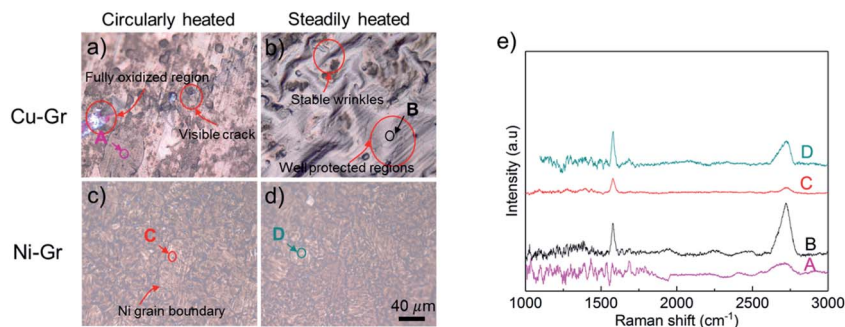 Circularly heated
Steadily heated
Cu-Gr
a)
Fully oxidized region
A
Visible crack
b)
Stable wrinkles
B
Well protected regions
Ni-Gr
c)
C
Ni grain boundary
d)
D
40 μm
e)
Intensity (a.u)
D
C
B
A
1000
1500
2000
2500
3000
Raman shift (cm⁻¹)